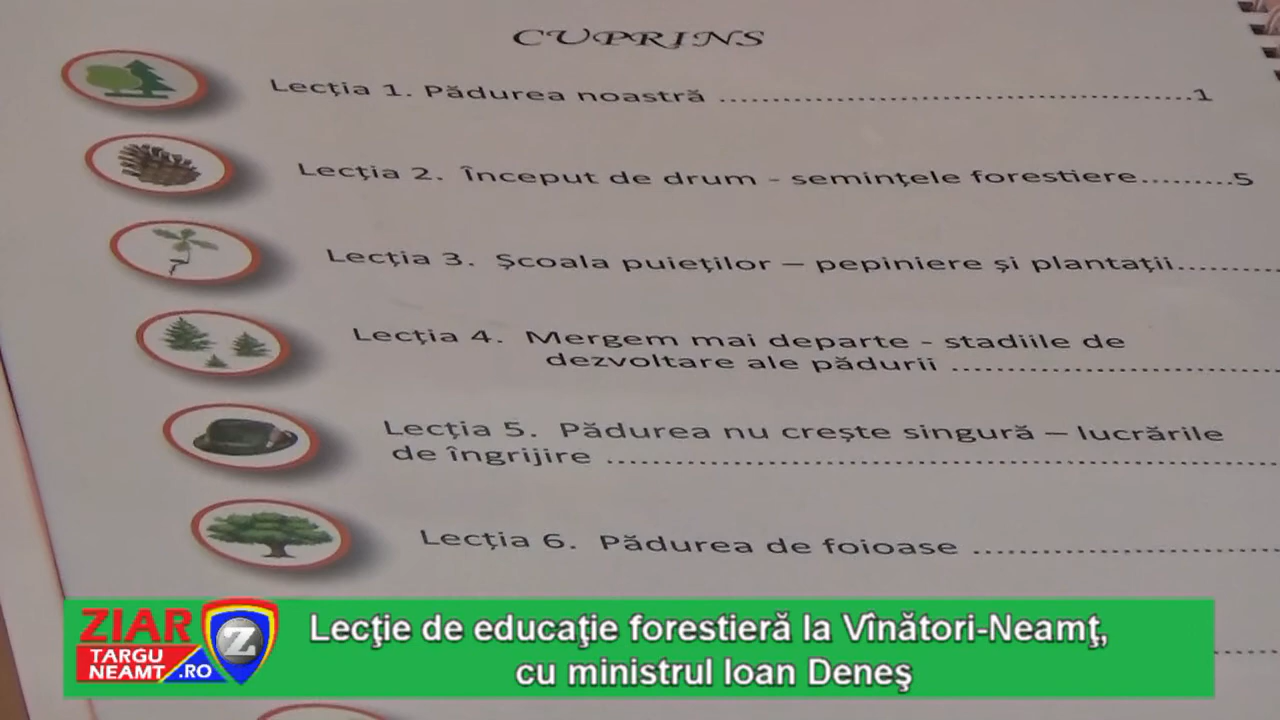 CUPRINS
Lecția 1. Pădurea noastră ................................................1
Lecția 2. Început de drum - semințele forestiere.........5
Lecția 3. Școala puieților – pepiniere și plantații..........
Lecția 4. Mergem mai departe - stadiile de
dezvoltare ale pădurii ..................................
Lecția 5. Pădurea nu crește singură – lucrările
de îngrijire ......................................................................
Lecția 6. Pădurea de foioase ................................
ZIAR
TARGU
NEAMT .RO
Z
Lecţie de educaţie forestieră la Vînători-Neamţ,
cu ministrul Ioan Deneş